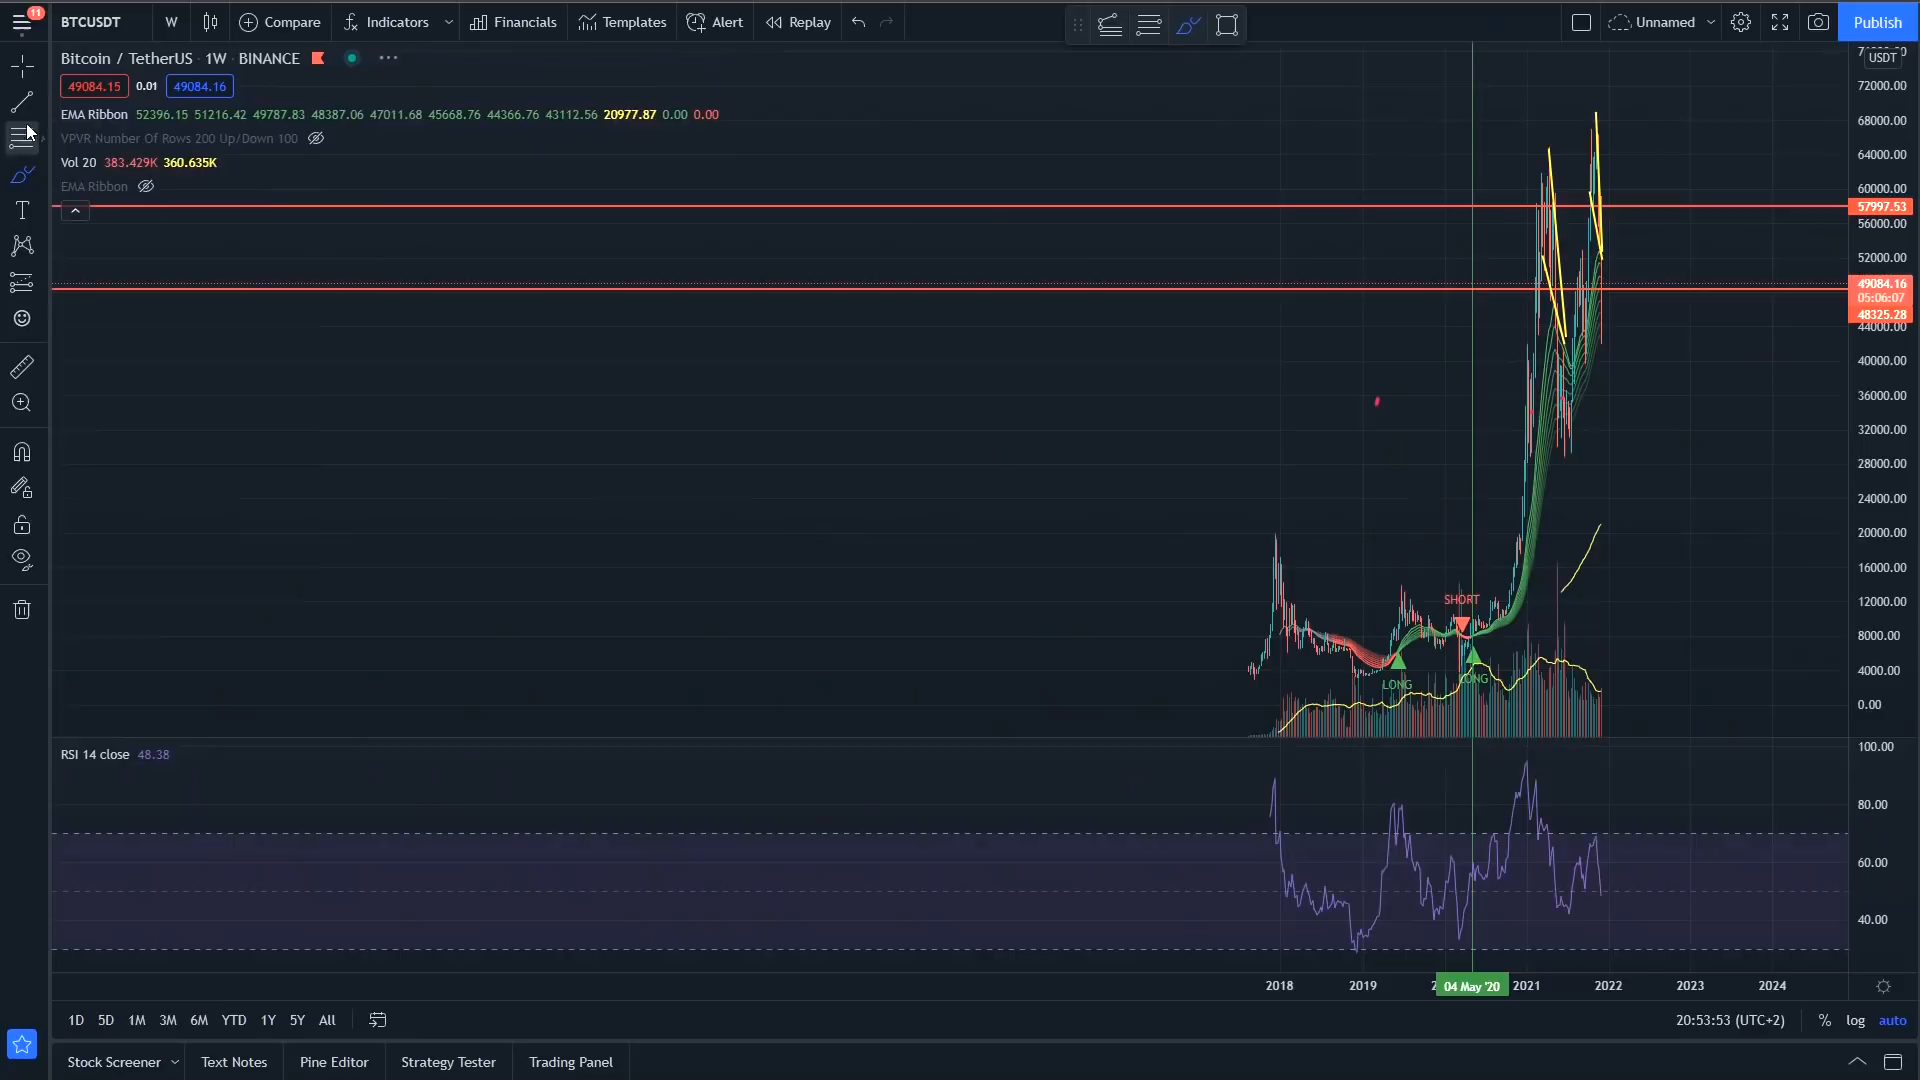 11
BTCUSDT W Compare Indicators Financials Templates Alert Replay Unnamed Publish
Bitcoin / TetherUS · 1W · BINANCE
USDT
49084.15 0.01 49084.16
72000.00
EMA Ribbon 52396.15 51216.42 49787.83 48387.06 47011.68 45668.76 44366.76 43112.56 20977.87 0.00 0.00
68000.00
VPVR Number Of Rows 200 Up/Down 100
64000.00
Vol 20 383.429K 360.635K
EMA Ribbon
60000.00
57997.53
56000.00
52000.00
49084.16
05:06:07
48325.28
44000.00
40000.00
36000.00
32000.00
28000.00
24000.00
20000.00
16000.00
SHORT
12000.00
8000.00
4000.00
LONG LONG
0.00
RSI 14 close 48.38
100.00
80.00
60.00
40.00
2018 2019 04 May '20 2021 2022 2023 2024
1D 5D 1M 3M 6M YTD 1Y 5Y All 20:53:53 (UTC+2) % log auto
Stock Screener Text Notes Pine Editor Strategy Tester Trading Panel